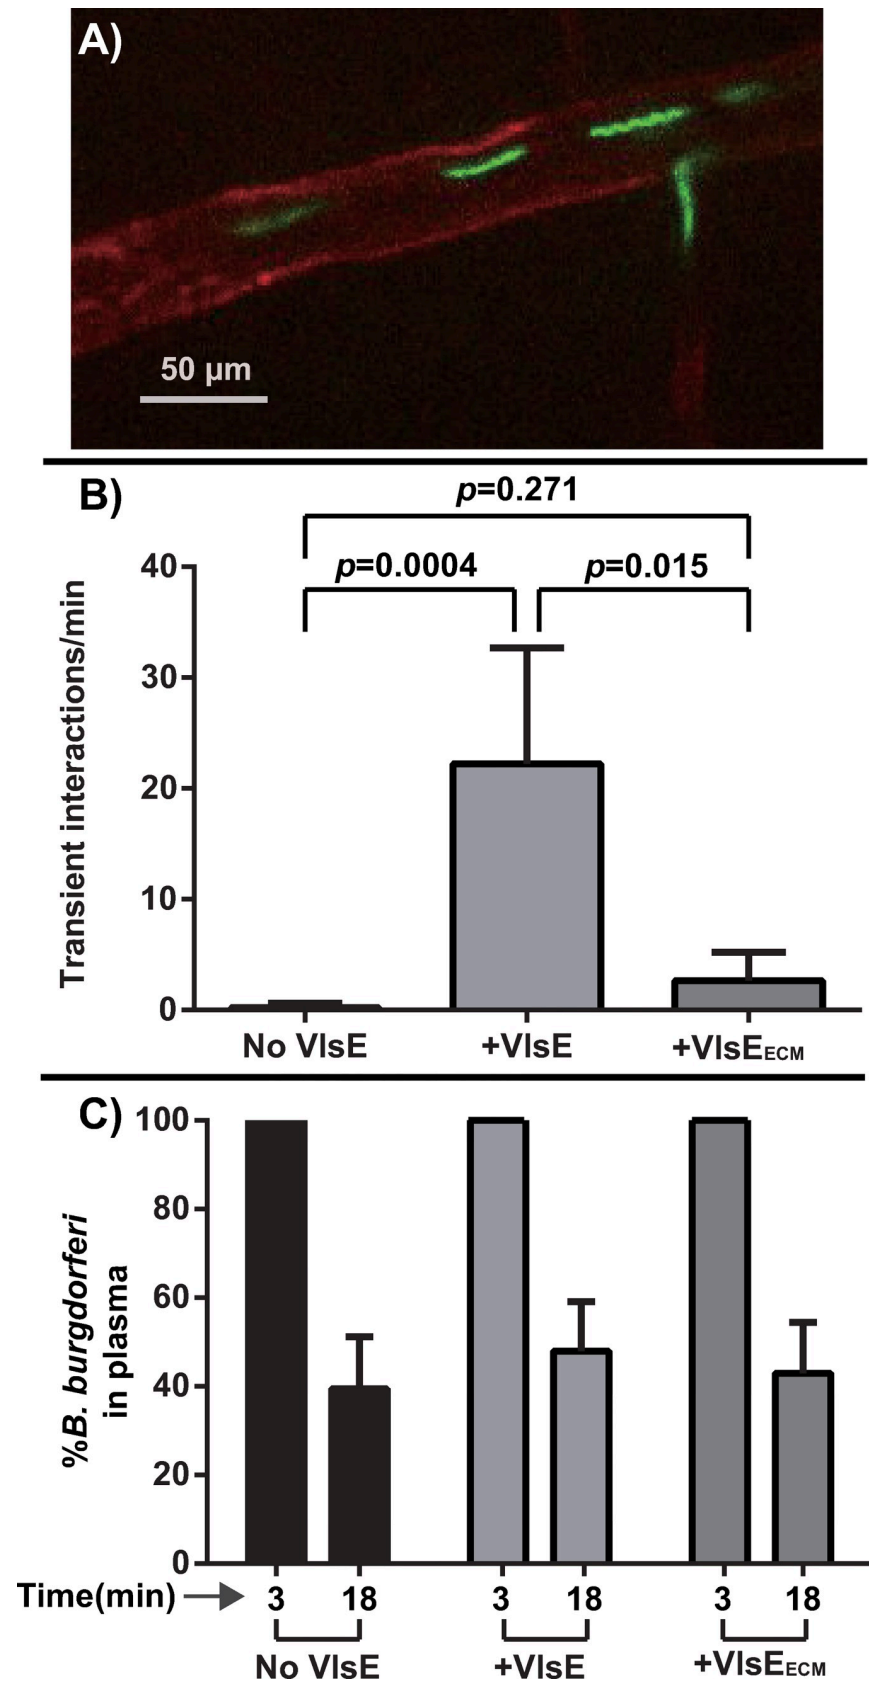 A)
50 µm
B)
p=0.271
p=0.0004 p=0.015
Transient interactions/min
40
30
20
10
0
No VlsE +VlsE +VlsEECM
C)
%B. burgdorferi
in plasma
100
80
60
40
20
0
Time(min) 3 18 3 18 3 18
No VlsE +VlsE +VlsEECM